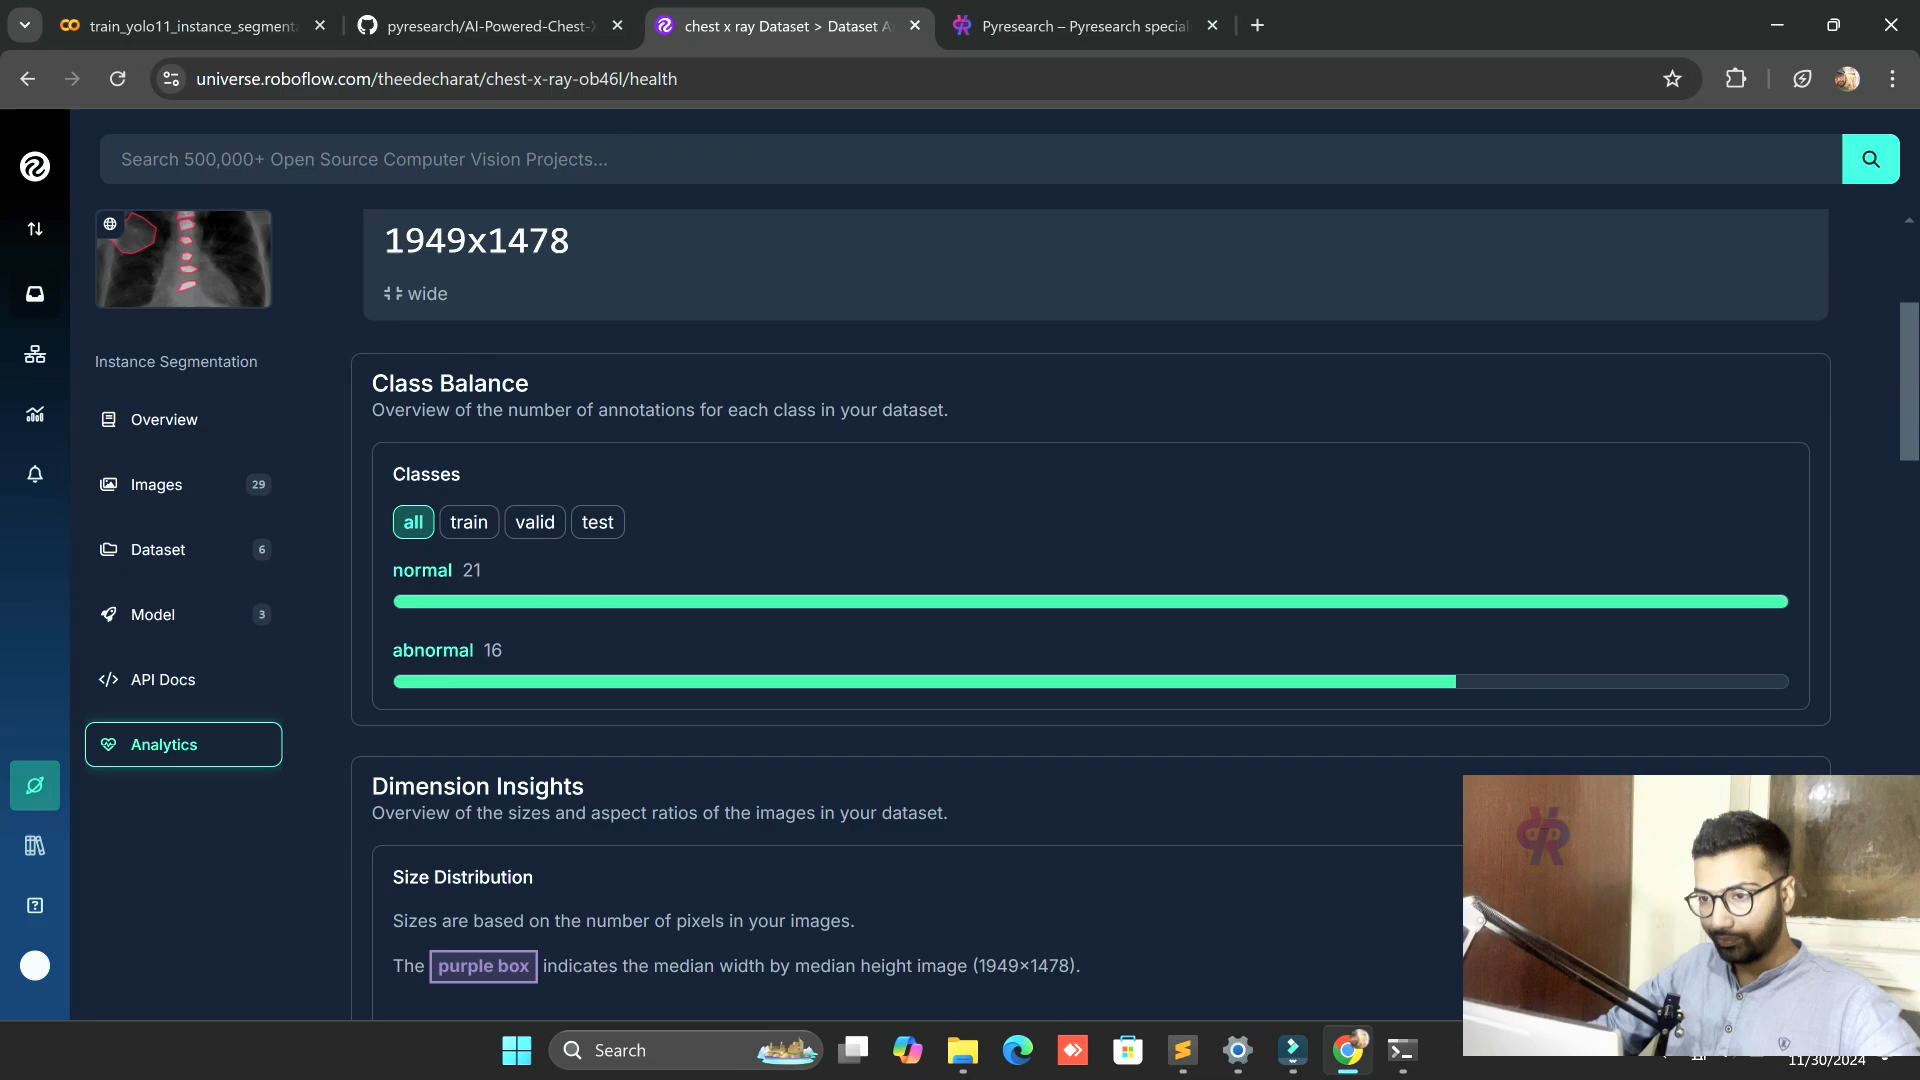 train_yolo11_instance_segmenta
pyresearch/AI-Powered-Chest-X
chest x ray Dataset > Dataset A
Pyresearch – Pyresearch special
universe.roboflow.com/theedecharat/chest-x-ray-ob46l/health
Search 500,000+ Open Source Computer Vision Projects...
1949x1478
wide
Instance Segmentation
Overview
Images 29
Dataset 6
Model 3
API Docs
Analytics
Class Balance
Overview of the number of annotations for each class in your dataset.
Classes
all train valid test
normal 21
abnormal 16
Dimension Insights
Overview of the sizes and aspect ratios of the images in your dataset.
Size Distribution
Sizes are based on the number of pixels in your images.
The purple box indicates the median width by median height image (1949×1478).
Search
11/30/2024